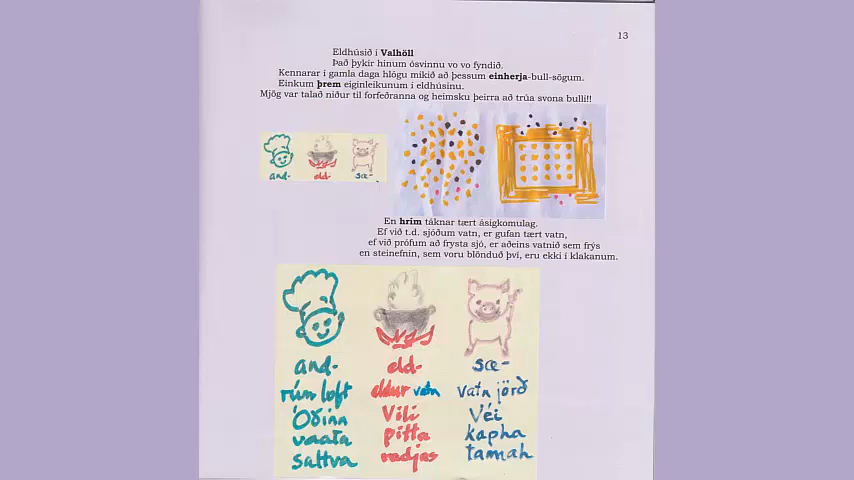 13
Eldhúsið í Valhöll
Það þykir hinum ósvinnu vo vo fyndið.
Kennarar í gamla daga hlógu mikið að þessum einherja-bull-sögum.
Einkum þrem eiginleikunum í eldhúsinu.
Mjög var talað niður til forfeðranna og heimsku þeirra að trúa svona bulli!!
and- eld- sæ-
En hrím táknar tært ásigkomulag.
Ef við t.d. sjóðum vatn, er gufan tært vatn,
ef við prófum að frysta sjó, er aðeins vatnið sem frýs
en steinefnin, sem voru blönduð því, eru ekki í klakanum.
and- eld- sæ-
rúm loft eldur vatn vatn jörð
Óðinn Vili Véi
vaata pitta kapha
sattva radjas tamah